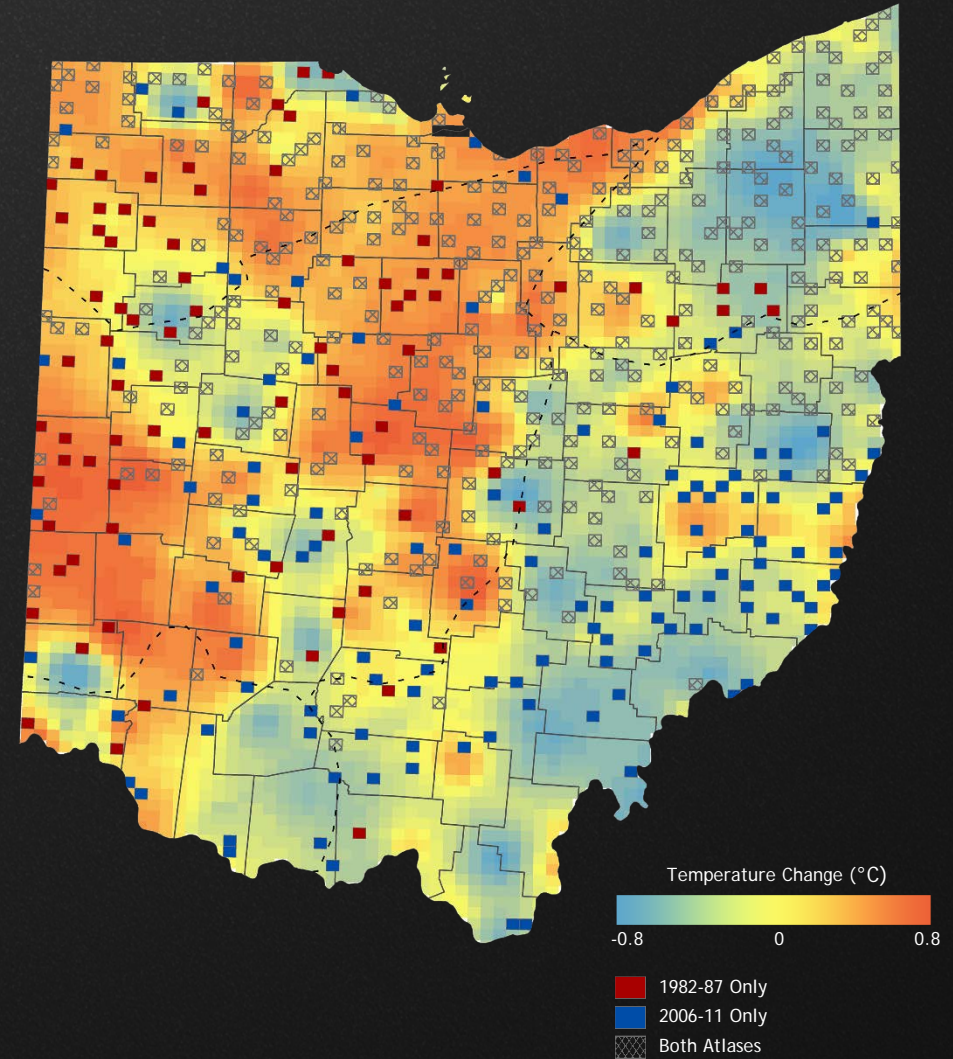 Temperature Change (°C)
-0.8 0 0.8
1982-87 Only
2006-11 Only
Both Atlases